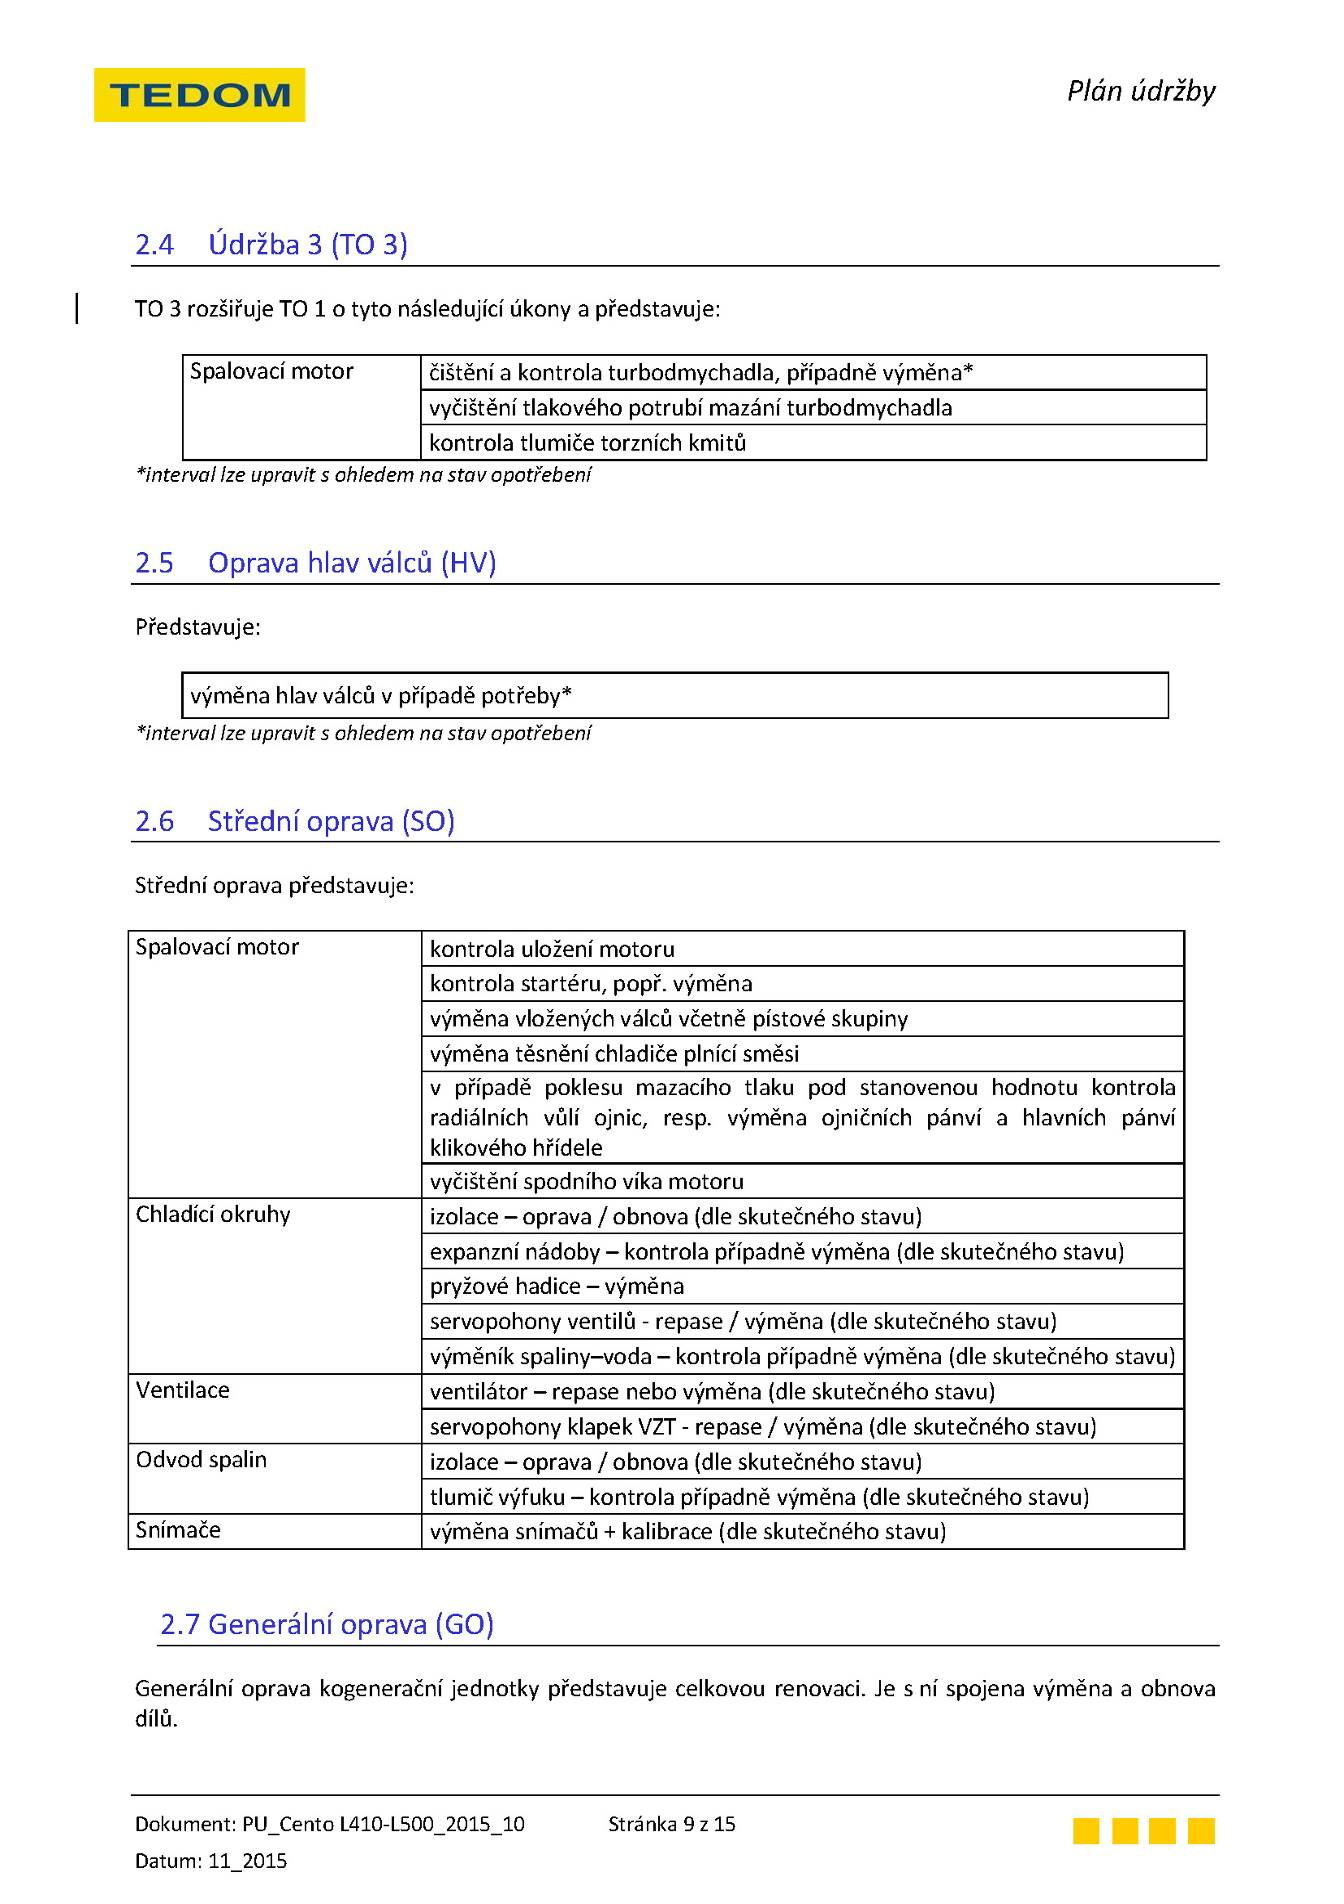 TEDOM
Plán údržby
2.4 Údržba 3 (TO 3)
TO 3 rozšiřuje TO 1 o tyto následující úkony a představuje:
Spalovací motor
čištění a kontrola turbodmychadla, případně výměna*
vyčištění tlakového potrubí mazání turbodmychadla
kontrola tlumiče torzních kmitů
*interval lze upravit s ohledem na stav opotřebení
2.5 Oprava hlav válců (HV)
Představuje:
výměna hlav válců v případě potřeby*
*interval lze upravit s ohledem na stav opotřebení
2.6 Střední oprava (SO)
Střední oprava představuje:
Spalovací motor
kontrola uložení motoru
kontrola startéru, popř. výměna
výměna vložených válců včetně pístové skupiny
výměna těsnění chladiče plnící směsi
v případě poklesu mazacího tlaku pod stanovenou hodnotu kontrola
radiálních vůlí ojnic, resp. výměna ojničních pánví a hlavních pánví
klikového hřídele
vyčištění spodního víka motoru
Chladící okruhy
izolace – oprava / obnova (dle skutečného stavu)
expanzní nádoby – kontrola případně výměna (dle skutečného stavu)
pryžové hadice – výměna
servopohony ventilů - repase / výměna (dle skutečného stavu)
výměník spaliny–voda – kontrola případně výměna (dle skutečného stavu)
Ventilace
ventilátor – repase nebo výměna (dle skutečného stavu)
servopohony klapek VZT - repase / výměna (dle skutečného stavu)
Odvod spalin
izolace – oprava / obnova (dle skutečného stavu)
tlumič výfuku – kontrola případně výměna (dle skutečného stavu)
Snímače
výměna snímačů + kalibrace (dle skutečného stavu)
2.7 Generální oprava (GO)
Generální oprava kogenerační jednotky představuje celkovou renovaci. Je s ní spojena výměna a obnova
dílů.
Dokument: PU_Cento L410-L500_2015_10 Stránka 9 z 15
Datum: 11_2015